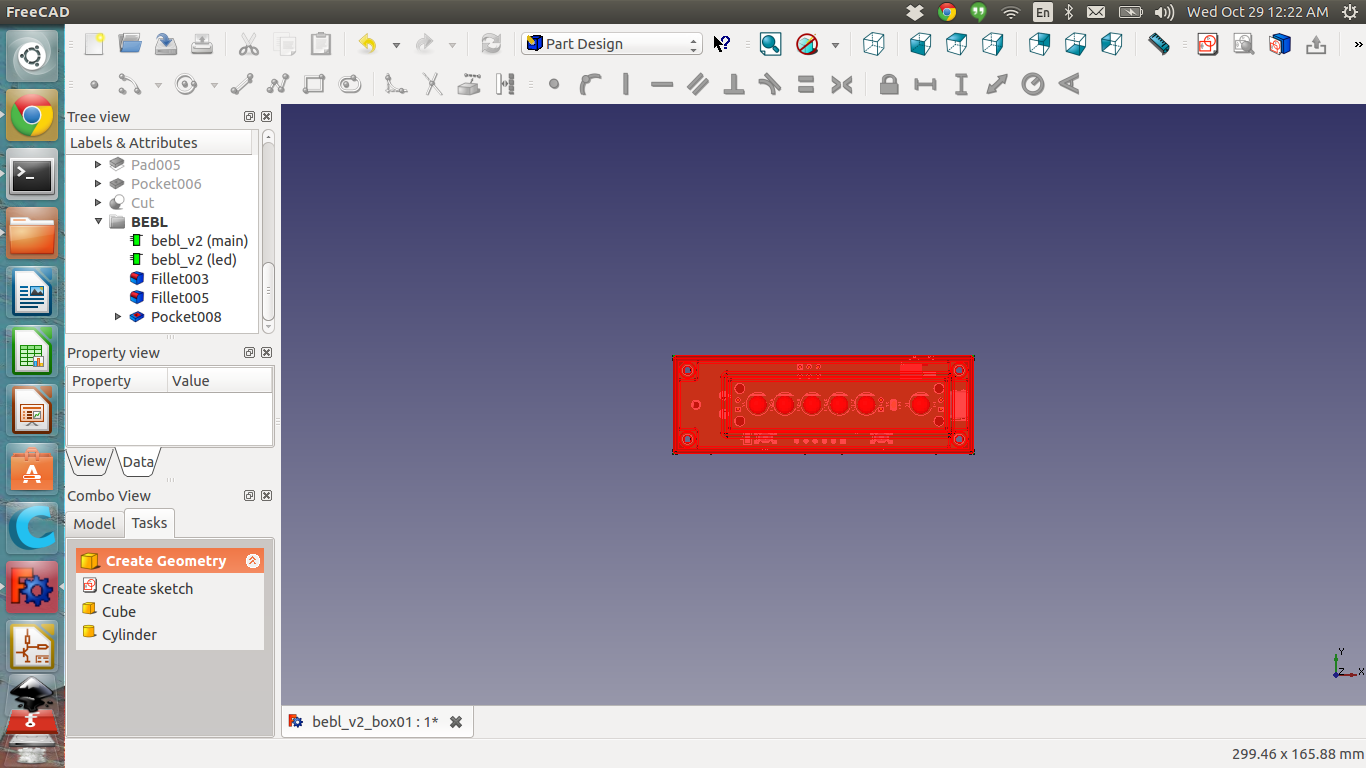 FreeCAD
En
Wed Oct 29 12:22 AM
Part Design
»
Tree view
Labels & Attributes
Pad005
Pocket006
Cut
BEBL
bebl_v2 (main)
bebl_v2 (led)
Fillet003
Fillet005
Pocket008
Property view
Property Value
View Data
Combo View
Model Tasks
Create Geometry
Create sketch
Cube
Cylinder
Y
Z X
bebl_v2_box01 : 1*
299.46 x 165.88 mm